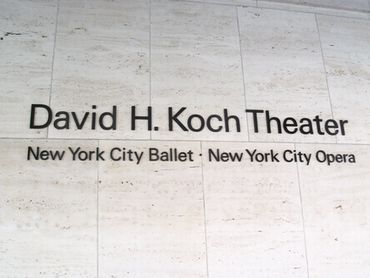 David H. Koch Theater
New York City Ballet · New York City Opera